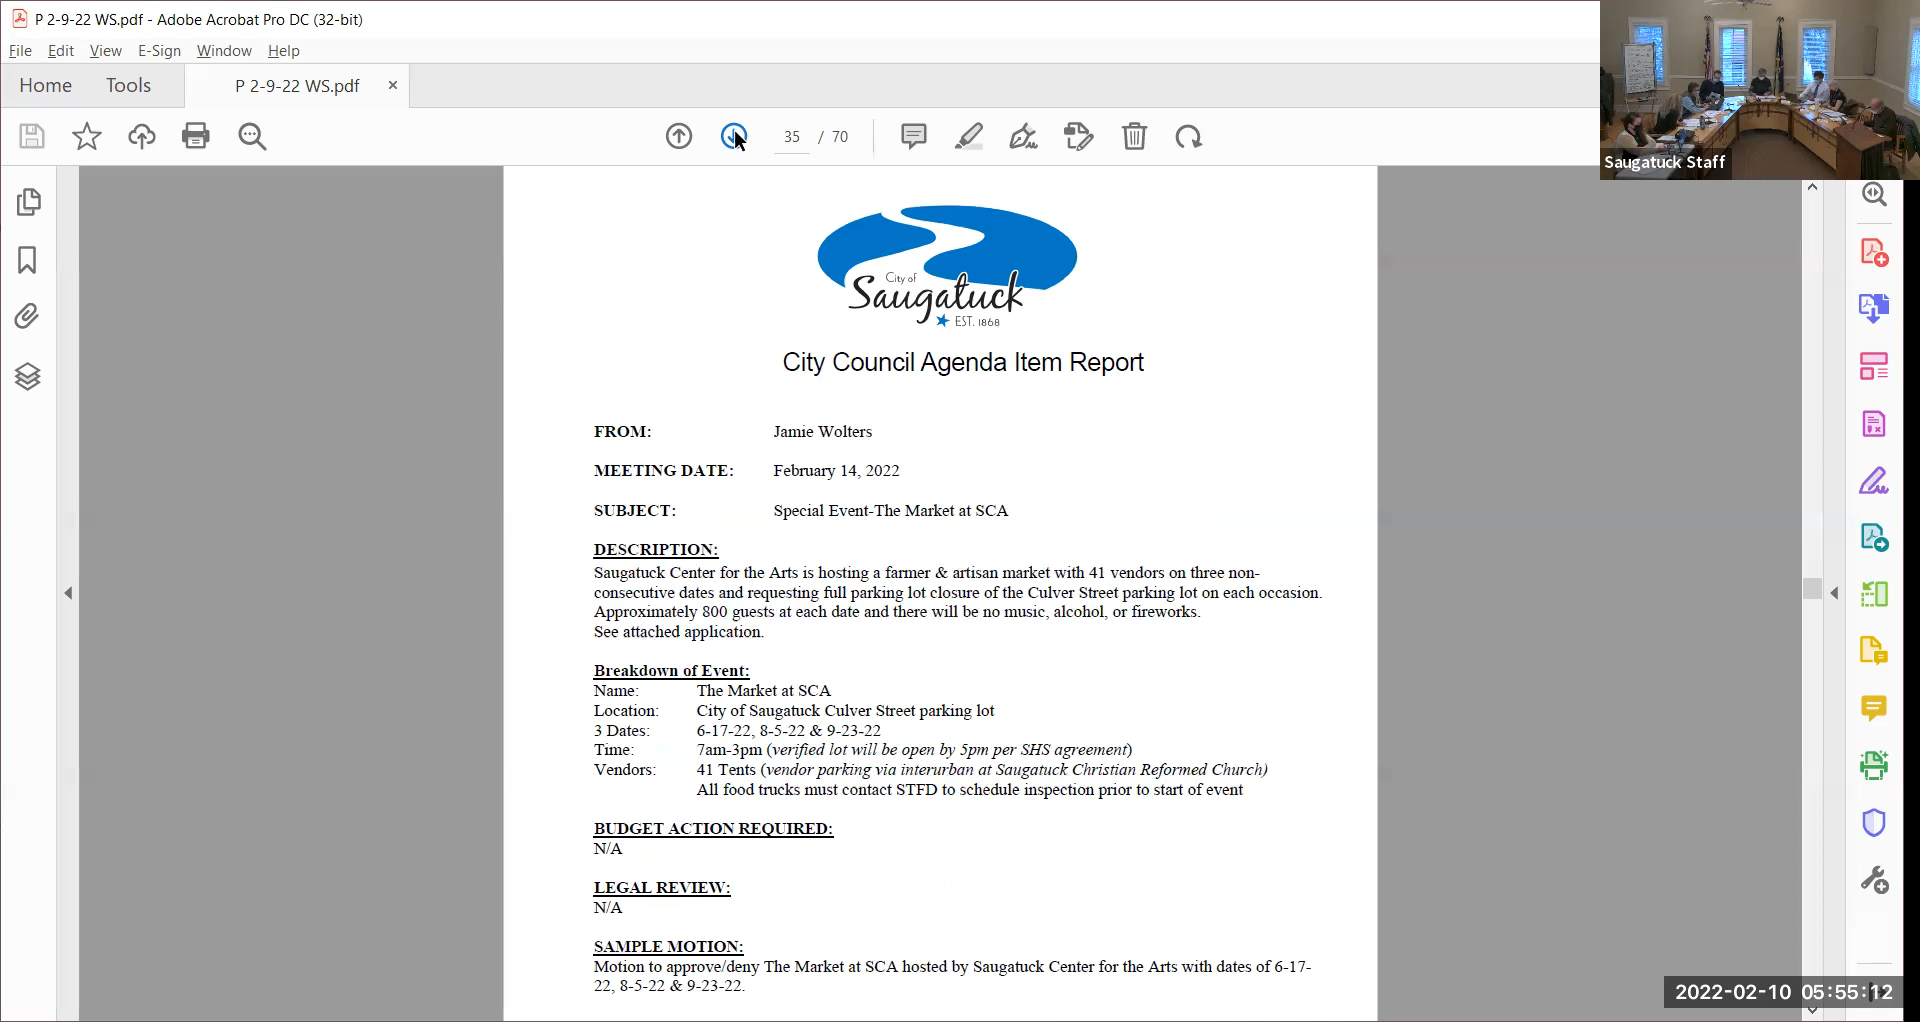 P 2-9-22 WS.pdf - Adobe Acrobat Pro DC (32-bit)
File Edit View E-Sign Window Help
Home Tools P 2-9-22 WS.pdf ×
35 / 70
Saugatuck Staff
City of
Saugatuck
EST. 1868
City Council Agenda Item Report
FROM: Jamie Wolters
MEETING DATE: February 14, 2022
SUBJECT: Special Event-The Market at SCA
DESCRIPTION:
Saugatuck Center for the Arts is hosting a farmer & artisan market with 41 vendors on three non-
consecutive dates and requesting full parking lot closure of the Culver Street parking lot on each occasion.
Approximately 800 guests at each date and there will be no music, alcohol, or fireworks.
See attached application.
Breakdown of Event:
Name: The Market at SCA
Location: City of Saugatuck Culver Street parking lot
3 Dates: 6-17-22, 8-5-22 & 9-23-22
Time: 7am-3pm (verified lot will be open by 5pm per SHS agreement)
Vendors: 41 Tents (vendor parking via interurban at Saugatuck Christian Reformed Church)
All food trucks must contact STFD to schedule inspection prior to start of event
BUDGET ACTION REQUIRED:
N/A
LEGAL REVIEW:
N/A
SAMPLE MOTION:
Motion to approve/deny The Market at SCA hosted by Saugatuck Center for the Arts with dates of 6-17-
22, 8-5-22 & 9-23-22.
2022-02-10 05:55:12